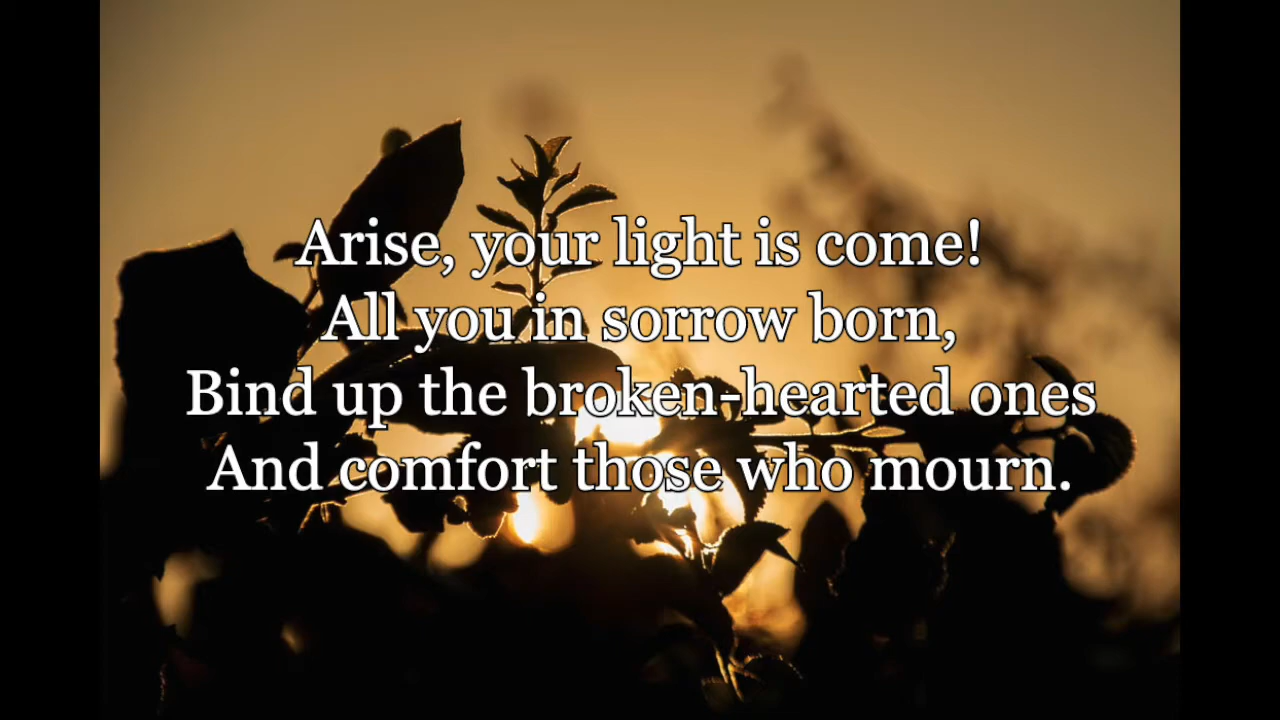 Arise, your light is come!
All you in sorrow born,
Bind up the broken-hearted ones
And comfort those who mourn.